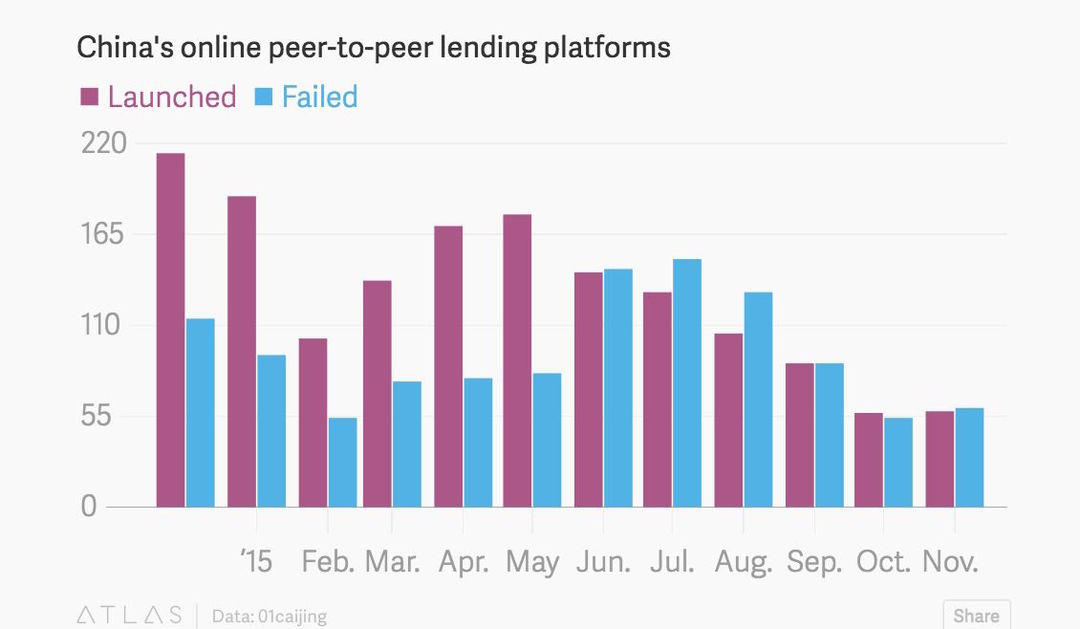 China's online peer-to-peer lending platforms
Launched Failed
220
165
110
55
0
’15 Feb. Mar. Apr. May Jun. Jul. Aug. Sep. Oct. Nov.
ATLAS | Data: 01caijing Share